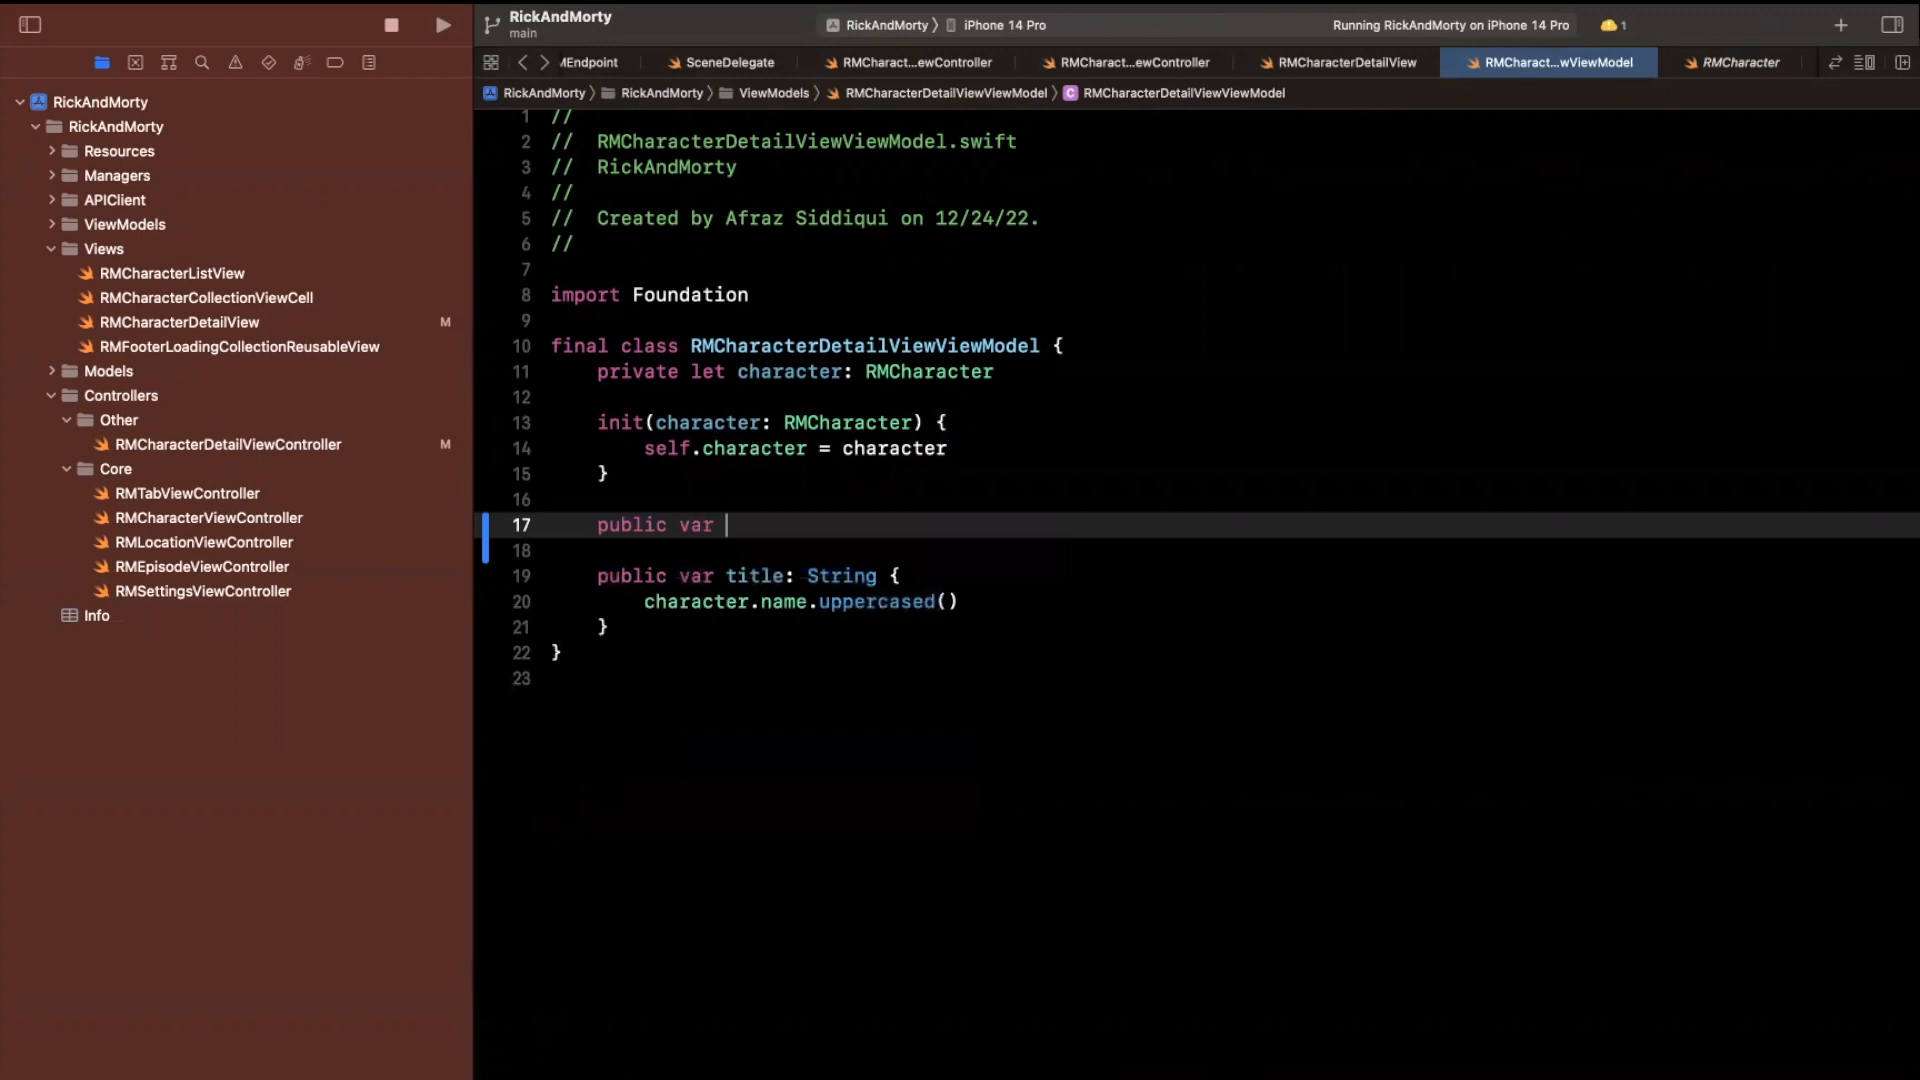 RickAndMorty
main
RickAndMorty
iPhone 14 Pro
Running RickAndMorty on iPhone 14 Pro
1
MEndpoint
SceneDelegate
RMCharact...ewController
RMCharact...ewController
RMCharacterDetailView
RMCharact...wViewModel
RMCharacter
RickAndMorty
RickAndMorty
ViewModels
RMCharacterDetailViewViewModel
C RMCharacterDetailViewViewModel
RickAndMorty
RickAndMorty
Resources
Managers
APIClient
ViewModels
Views
RMCharacterListView
RMCharacterCollectionViewCell
RMCharacterDetailView M
RMFooterLoadingCollectionReusableView
Models
Controllers
Other
RMCharacterDetailViewController M
Core
RMTabViewController
RMCharacterViewController
RMLocationViewController
RMEpisodeViewController
RMSettingsViewController
Info
1 //
2 // RMCharacterDetailViewViewModel.swift
3 // RickAndMorty
4 //
5 // Created by Afraz Siddiqui on 12/24/22.
6 //
7
8 import Foundation
9
10 final class RMCharacterDetailViewViewModel {
11 private let character: RMCharacter
12
13 init(character: RMCharacter) {
14 self.character = character
15 }
16
17 public var
18
19 public var title: String {
20 character.name.uppercased()
21 }
22 }
23